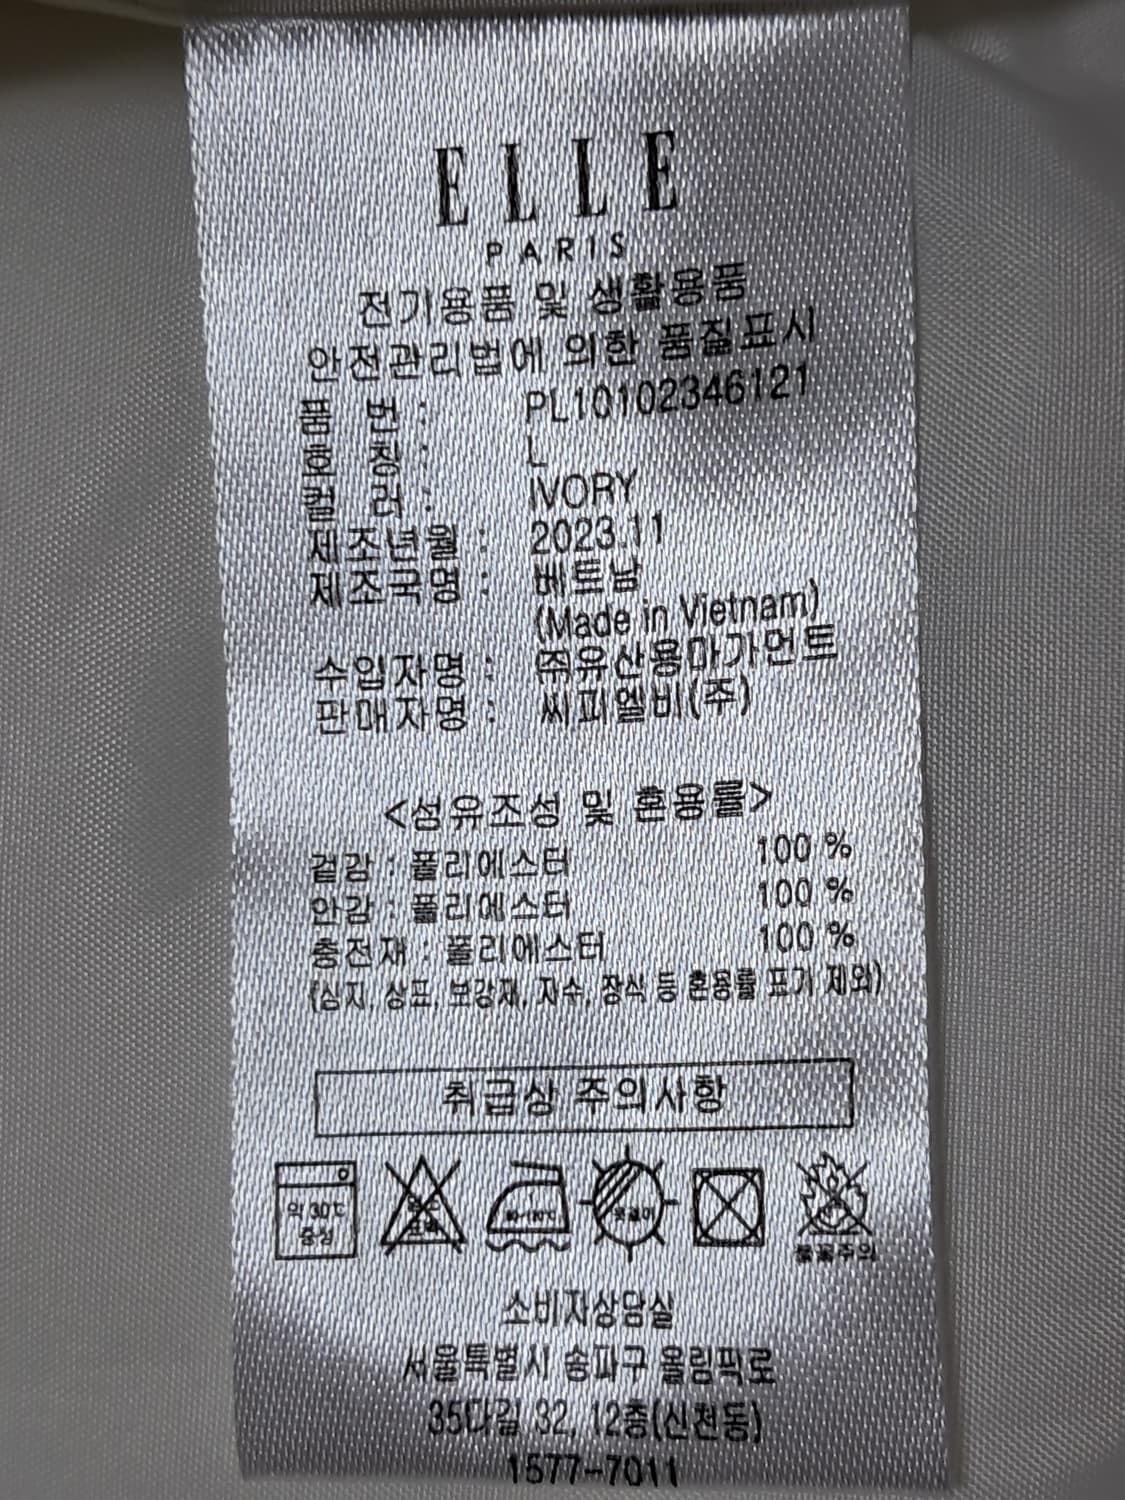 ELLE
PARIS
전기용품 및 생활용품
안전관리법에 의한 품질표시
품 번 : PL10102346121
호 칭 : L
컬 러 : IVORY
제조년월 : 2023.11
제조국명 : 베트남
(Made in Vietnam)
수입자명 : ㈜유산용마가먼트
판매자명 : 씨피엘비(주)
<섬유조성 및 혼용률>
겉감 : 폴리에스터 100 %
안감 : 폴리에스터 100 %
충전재 : 폴리에스터 100 %
(심지, 상표, 보강재, 자수, 장식 등 혼용률 표기 제외)
취급상 주의사항
약 30℃
중성
옷걸이
불꽃주의
소비자상담실
서울특별시 송파구 올림픽로
35다길 32, 12층(신천동)
1577-7011